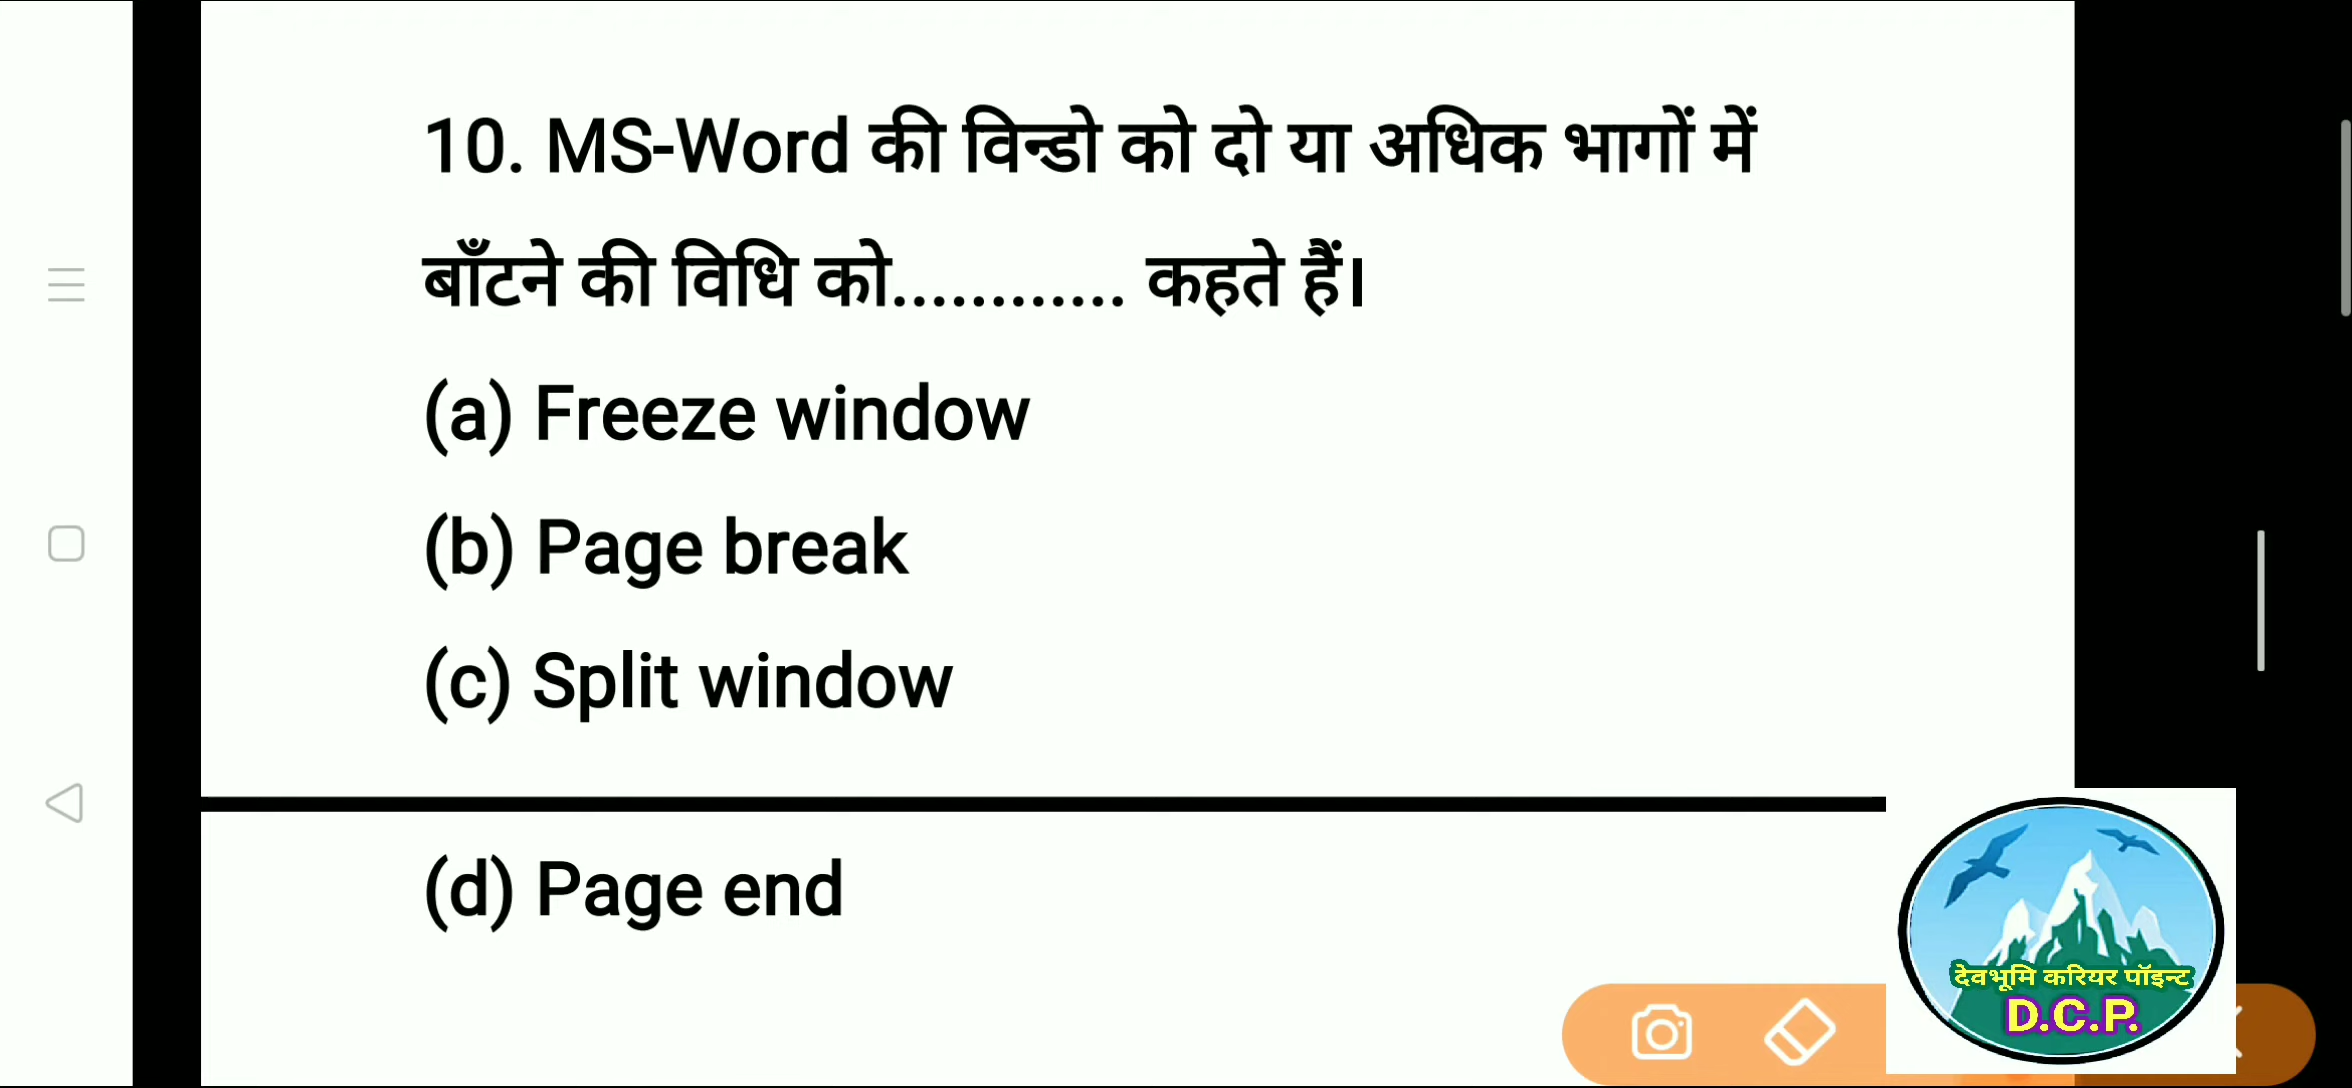 10. MS-Word की विन्डो को दो या अधिक भागों में
बाँटने की विधि को............ कहते हैं।
(a) Freeze window
(b) Page break
(c) Split window
(d) Page end
देवभूमि करियर पॉइन्ट
D.C.P.